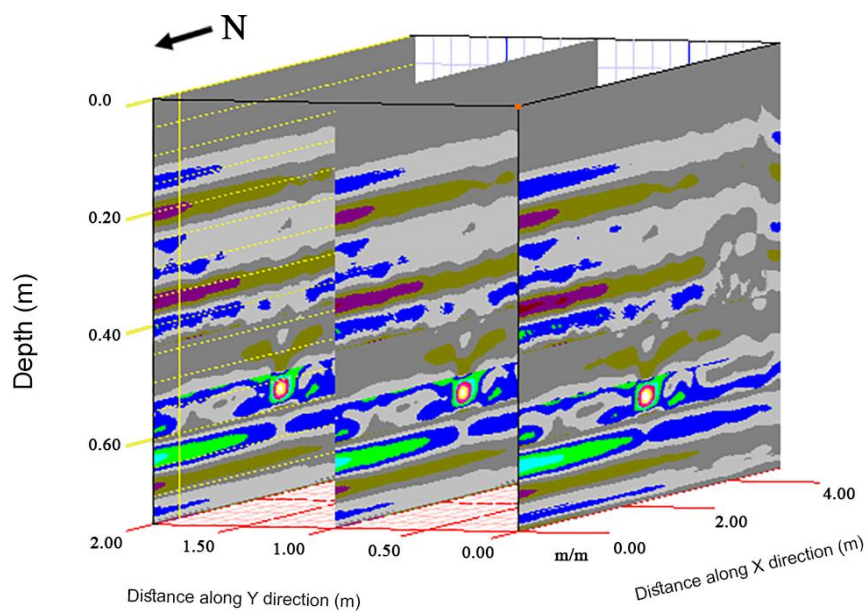 N
0.0
0.20
0.40
0.60
Depth (m)
2.00
1.50
1.00
0.50
0.00
m/m
0.00
2.00
4.00
Distance along Y direction (m)
Distance along X direction (m)